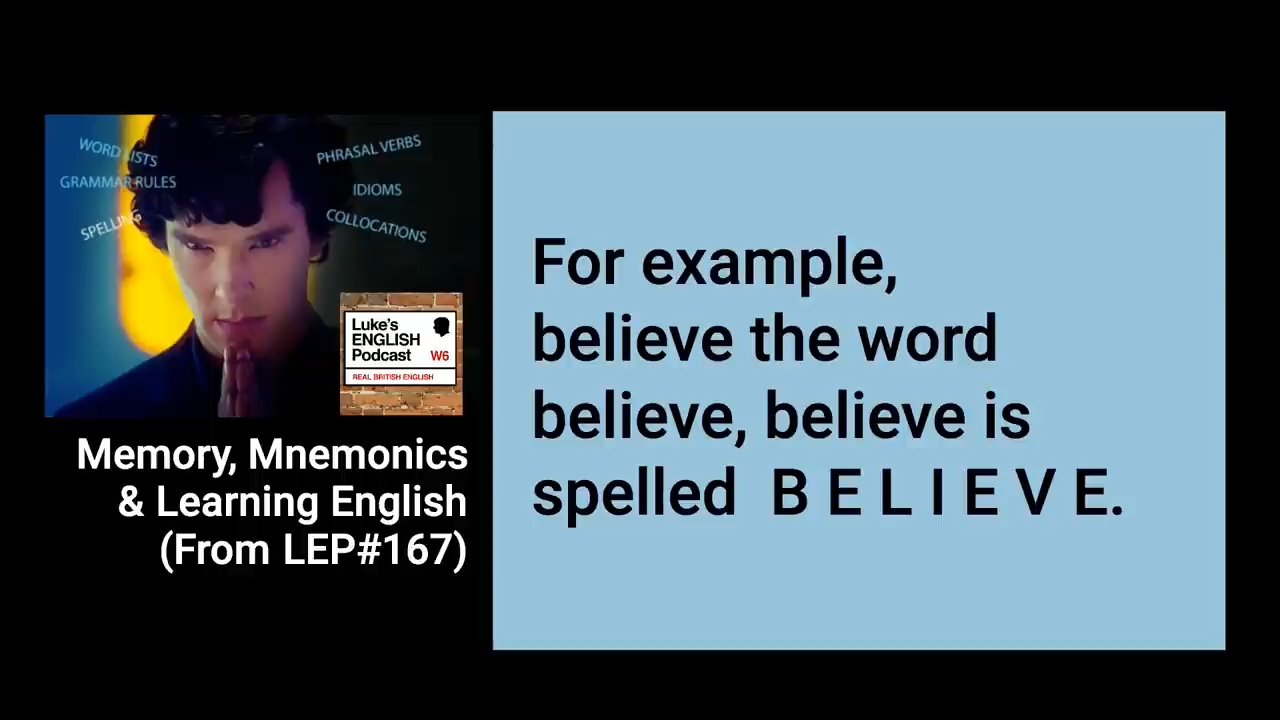 WORD LISTS
GRAMMAR RULES
SPELLING
PHRASAL VERBS
IDIOMS
COLLOCATIONS
Luke's
ENGLISH
Podcast W6
REAL BRITISH ENGLISH
Memory, Mnemonics
& Learning English
(From LEP#167)
For example,
believe the word
believe, believe is
spelled B E L I E V E.